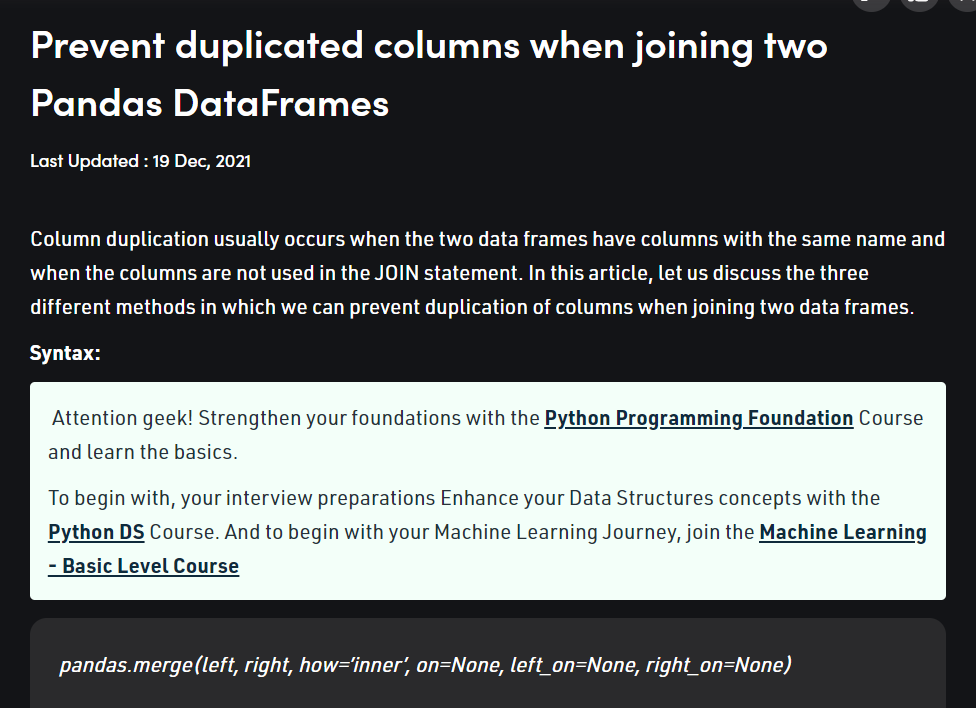 Prevent duplicated columns when joining two
Pandas DataFrames
Last Updated : 19 Dec, 2021
Column duplication usually occurs when the two data frames have columns with the same name and
when the columns are not used in the JOIN statement. In this article, let us discuss the three
different methods in which we can prevent duplication of columns when joining two data frames.
Syntax:
Attention geek! Strengthen your foundations with the Python Programming Foundation Course
and learn the basics.
To begin with, your interview preparations Enhance your Data Structures concepts with the
Python DS Course. And to begin with your Machine Learning Journey, join the Machine Learning
- Basic Level Course
pandas.merge(left, right, how=’inner’, on=None, left_on=None, right_on=None)